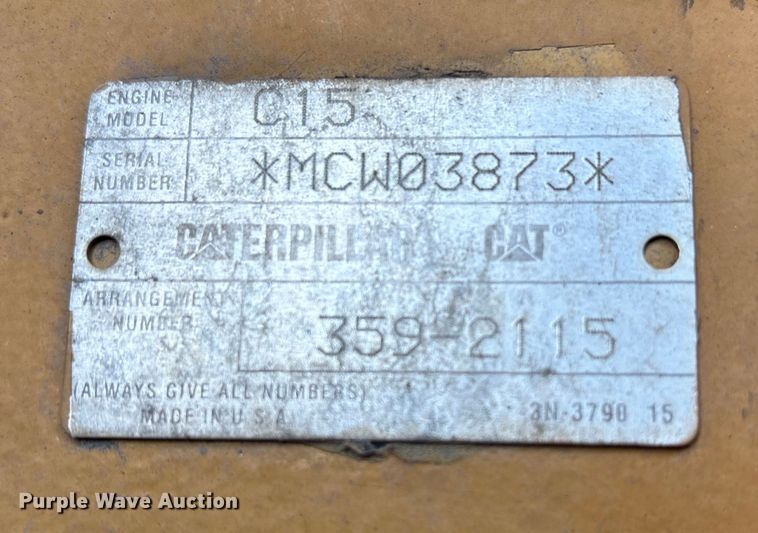 ENGINE MODEL C15
SERIAL NUMBER *MCW03873*
CATERPILLAR CAT®
ARRANGEMENT NUMBER 359-2115
(ALWAYS GIVE ALL NUMBERS)
MADE IN U.S.A. 3N-3790 15
Purple Wave Auction